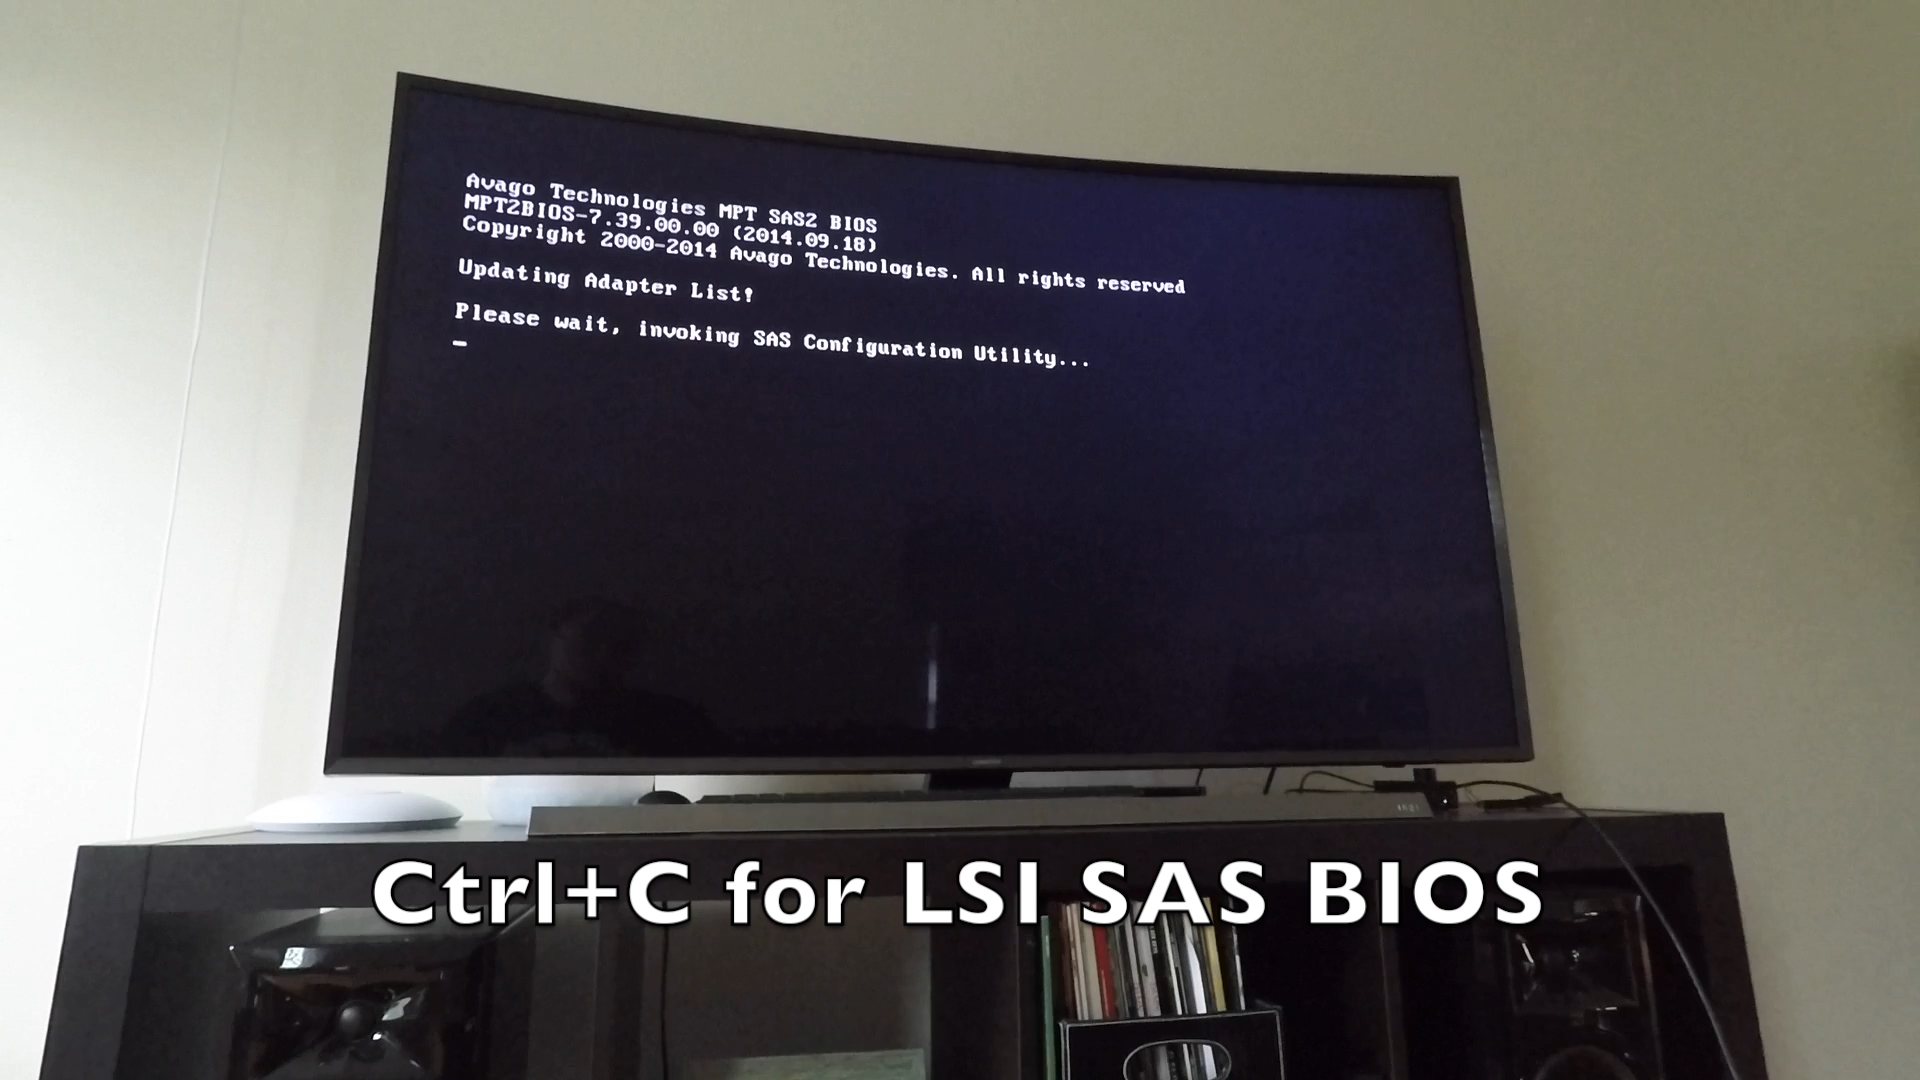 Avago Technologies MPT SAS2 BIOS
MPT2BIOS-7.39.00.00 (2014.09.18)
Copyright 2000-2014 Avago Technologies. All rights reserved
Updating Adapter List!
Please wait, invoking SAS Configuration Utility...
Ctrl+C for LSI SAS BIOS